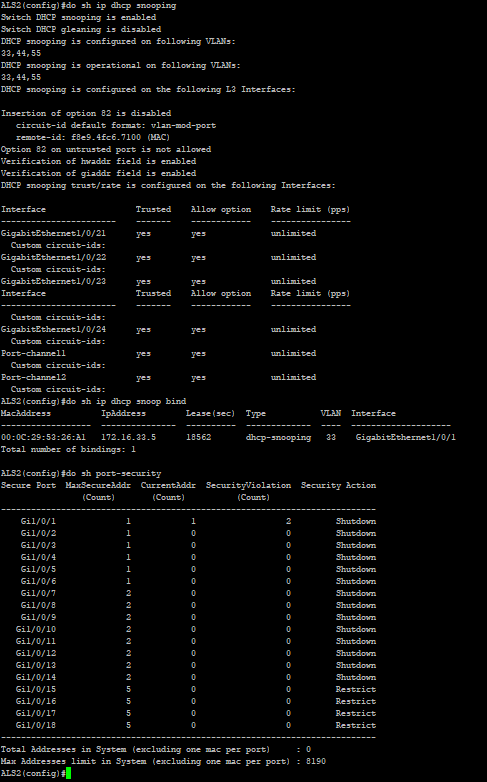 ALS2(config)#do sh ip dhcp snooping
Switch DHCP snooping is enabled
Switch DHCP gleaning is disabled
DHCP snooping is configured on following VLANs:
33,44,55
DHCP snooping is operational on following VLANs:
33,44,55
DHCP snooping is configured on the following L3 Interfaces:

Insertion of option 82 is disabled
   circuit-id default format: vlan-mod-port
   remote-id: f8e9.4fc6.7100 (MAC)
Option 82 on untrusted port is not allowed
Verification of hwaddr field is enabled
Verification of giaddr field is enabled
DHCP snooping trust/rate is configured on the following Interfaces:

Interface                  Trusted    Allow option    Rate limit (pps)
-----------------------    -------    ------------    ----------------
GigabitEthernet1/0/21      yes        yes             unlimited
  Custom circuit-ids:
GigabitEthernet1/0/22      yes        yes             unlimited
  Custom circuit-ids:
GigabitEthernet1/0/23      yes        yes             unlimited
Interface                  Trusted    Allow option    Rate limit (pps)
-----------------------    -------    ------------    ----------------
  Custom circuit-ids:
GigabitEthernet1/0/24      yes        yes             unlimited
  Custom circuit-ids:
Port-channel1              yes        yes             unlimited
  Custom circuit-ids:
Port-channel2              yes        yes             unlimited
  Custom circuit-ids:
ALS2(config)#do sh ip dhcp snoop bind
MacAddress          IpAddress        Lease(sec)  Type           VLAN  Interface
------------------  ---------------  ----------  -------------  ----  --------------------
00:0C:29:53:26:A1   172.16.33.5      18562       dhcp-snooping   33    GigabitEthernet1/0/1
Total number of bindings: 1

ALS2(config)#do sh port-security
Secure Port  MaxSecureAddr  CurrentAddr  SecurityViolation  Security Action
                (Count)       (Count)          (Count)
---------------------------------------------------------------------------
    Gi1/0/1              1            1                  2         Shutdown
    Gi1/0/2              1            0                  0         Shutdown
    Gi1/0/3              1            0                  0         Shutdown
    Gi1/0/4              1            0                  0         Shutdown
    Gi1/0/5              1            0                  0         Shutdown
    Gi1/0/6              1            0                  0         Shutdown
    Gi1/0/7              2            0                  0         Shutdown
    Gi1/0/8              2            0                  0         Shutdown
    Gi1/0/9              2            0                  0         Shutdown
   Gi1/0/10              2            0                  0         Shutdown
   Gi1/0/11              2            0                  0         Shutdown
   Gi1/0/12              2            0                  0         Shutdown
   Gi1/0/13              2            0                  0         Shutdown
   Gi1/0/14              2            0                  0         Shutdown
   Gi1/0/15              5            0                  0         Restrict
   Gi1/0/16              5            0                  0         Restrict
   Gi1/0/17              5            0                  0         Restrict
   Gi1/0/18              5            0                  0         Restrict
---------------------------------------------------------------------------
Total Addresses in System (excluding one mac per port)     : 0
Max Addresses limit in System (excluding one mac per port) : 8190
ALS2(config)#